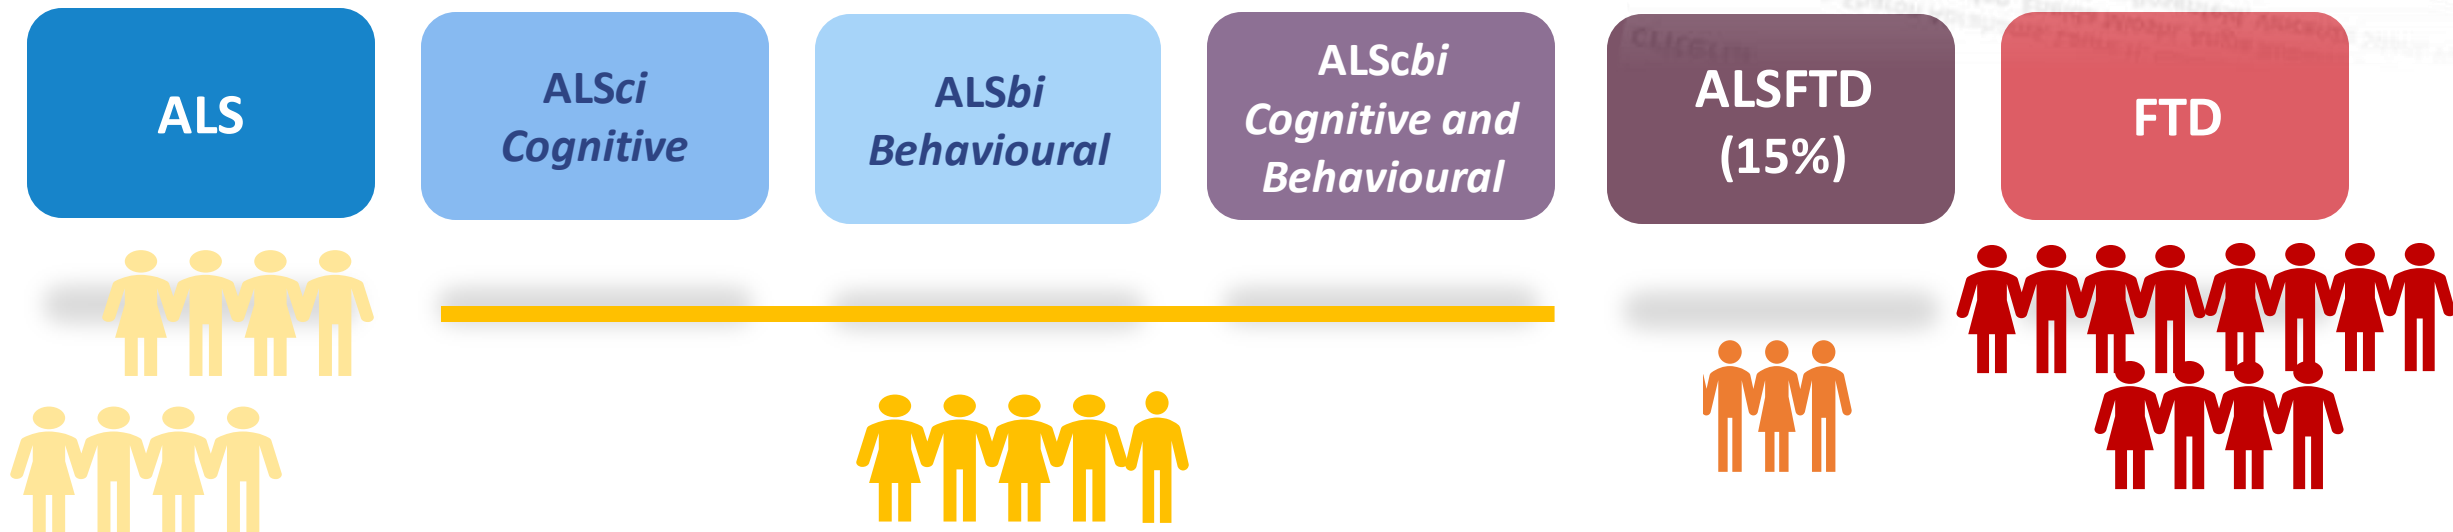 ALS
ALSci
Cognitive
ALSbi
Behavioural
ALScbi
Cognitive and
Behavioural
ALSFTD
(15%)
FTD